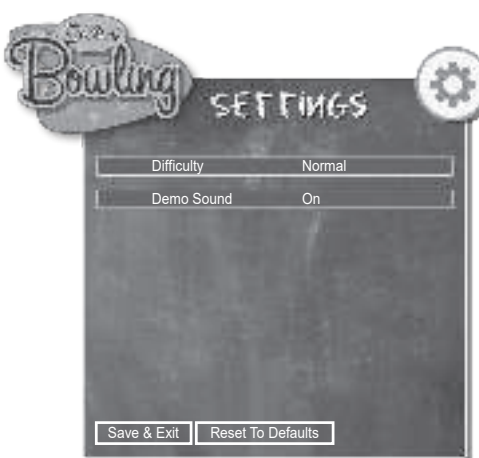 Bowling
SETTINGS
Difficulty Normal
Demo Sound On
Save & Exit Reset To Defaults